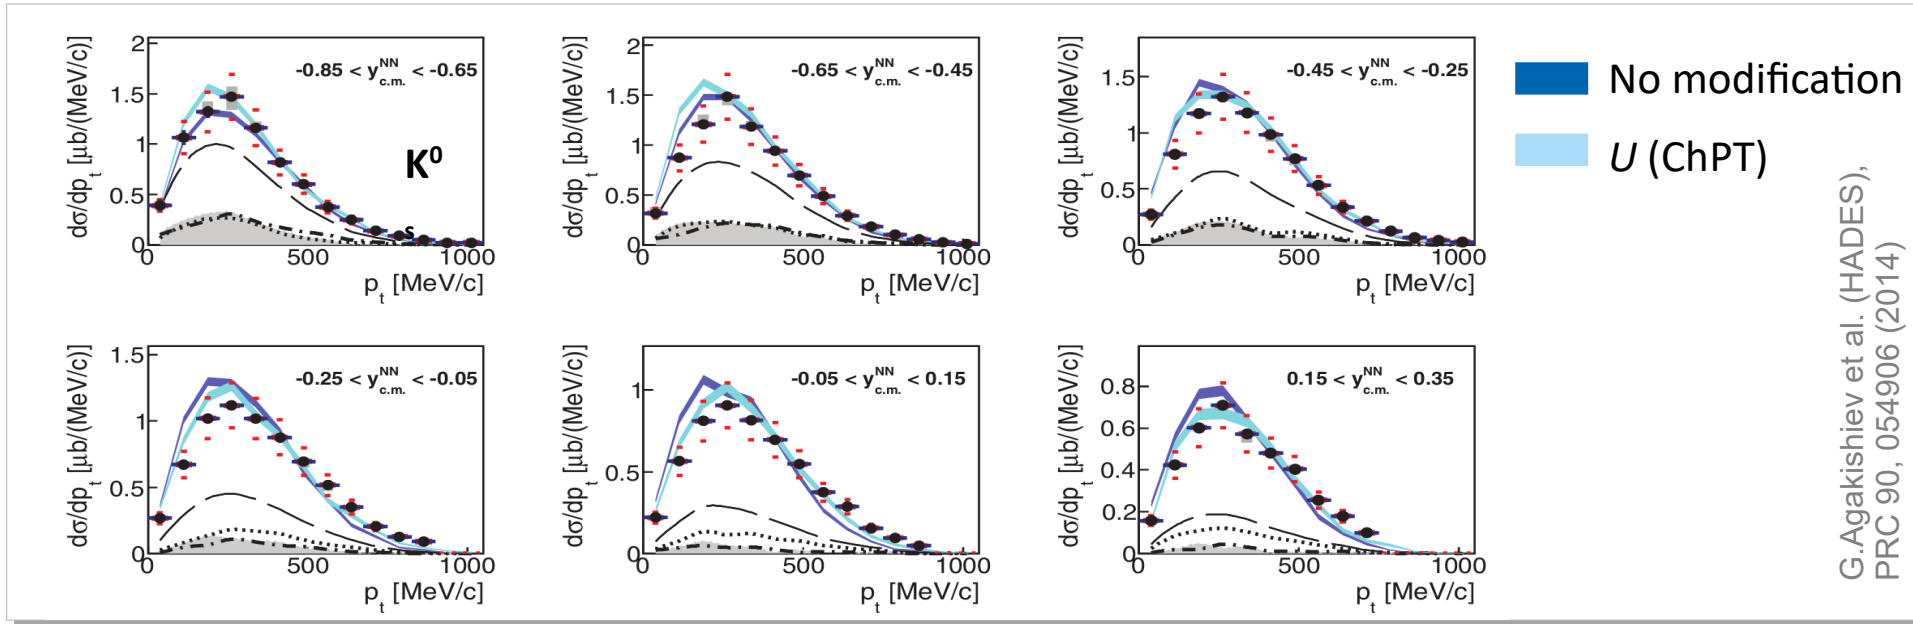 dσ/dp_t [μb/(MeV/c)]
2
1.5
1
0.5
0
-0.85 < y^NN_c.m. < -0.65
K⁰
s
0 500 1000
p_t [MeV/c]
dσ/dp_t [μb/(MeV/c)]
2
1.5
1
0.5
0
-0.65 < y^NN_c.m. < -0.45
0 500 1000
p_t [MeV/c]
dσ/dp_t [μb/(MeV/c)]
1.5
1
0.5
0
-0.45 < y^NN_c.m. < -0.25
0 500 1000
p_t [MeV/c]
No modification
U (ChPT)
dσ/dp_t [μb/(MeV/c)]
1.5
1
0.5
0
-0.25 < y^NN_c.m. < -0.05
0 500 1000
p_t [MeV/c]
dσ/dp_t [μb/(MeV/c)]
1
0.5
0
-0.05 < y^NN_c.m. < 0.15
0 500 1000
p_t [MeV/c]
dσ/dp_t [μb/(MeV/c)]
0.8
0.6
0.4
0.2
0
0.15 < y^NN_c.m. < 0.35
0 500 1000
p_t [MeV/c]
G.Agakishiev et al. (HADES),
PRC 90, 054906 (2014)